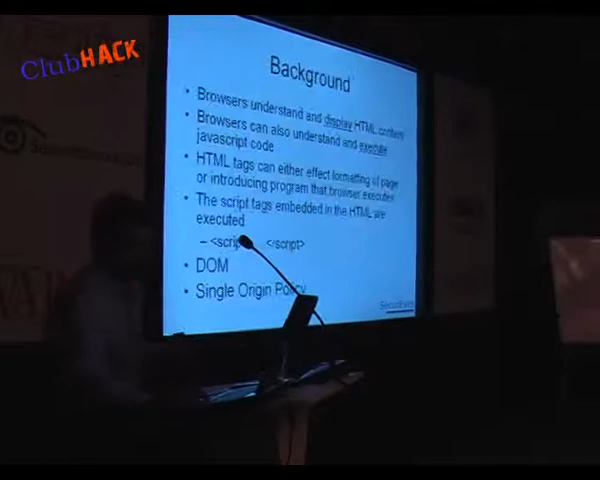 ClubHACK
Background
• Browsers understand and display HTML content
• Browsers can also understand and execute
javascript code
• HTML tags can either effect formatting of page
or introducing program that browser executes
• The script tags embedded in the HTML are
executed
– <scrip </script>
• DOM
• Single Origin Policy